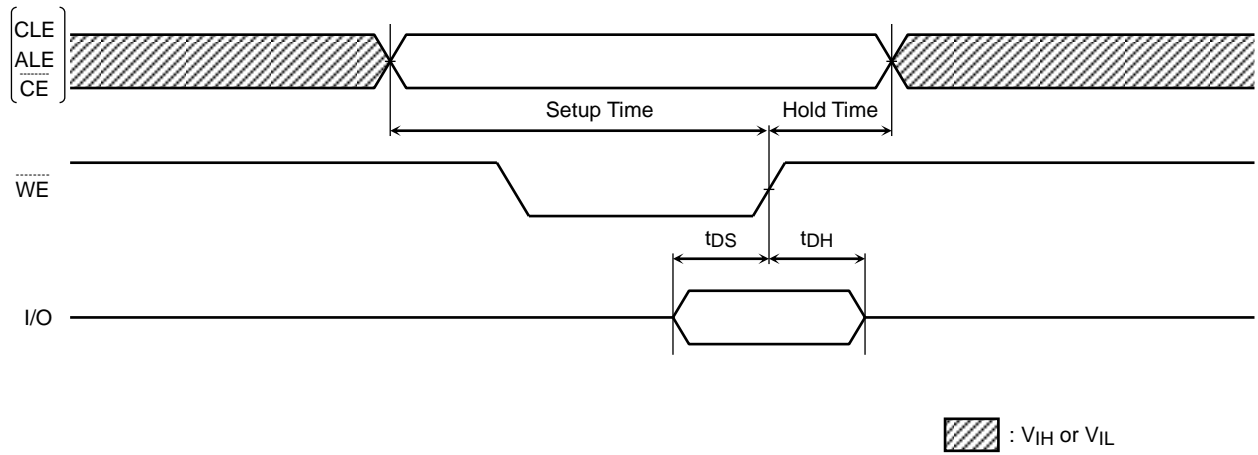 CLE
ALE
CE
Setup Time
Hold Time
WE
tDS
tDH
I/O
: VIH or VIL